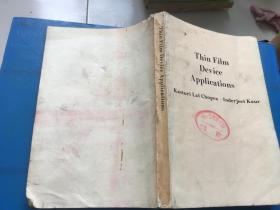 Thin Film
Device
Applications
Kasturi Lal Chopra · Inderjeet Kaur
Thin Film Device Applications